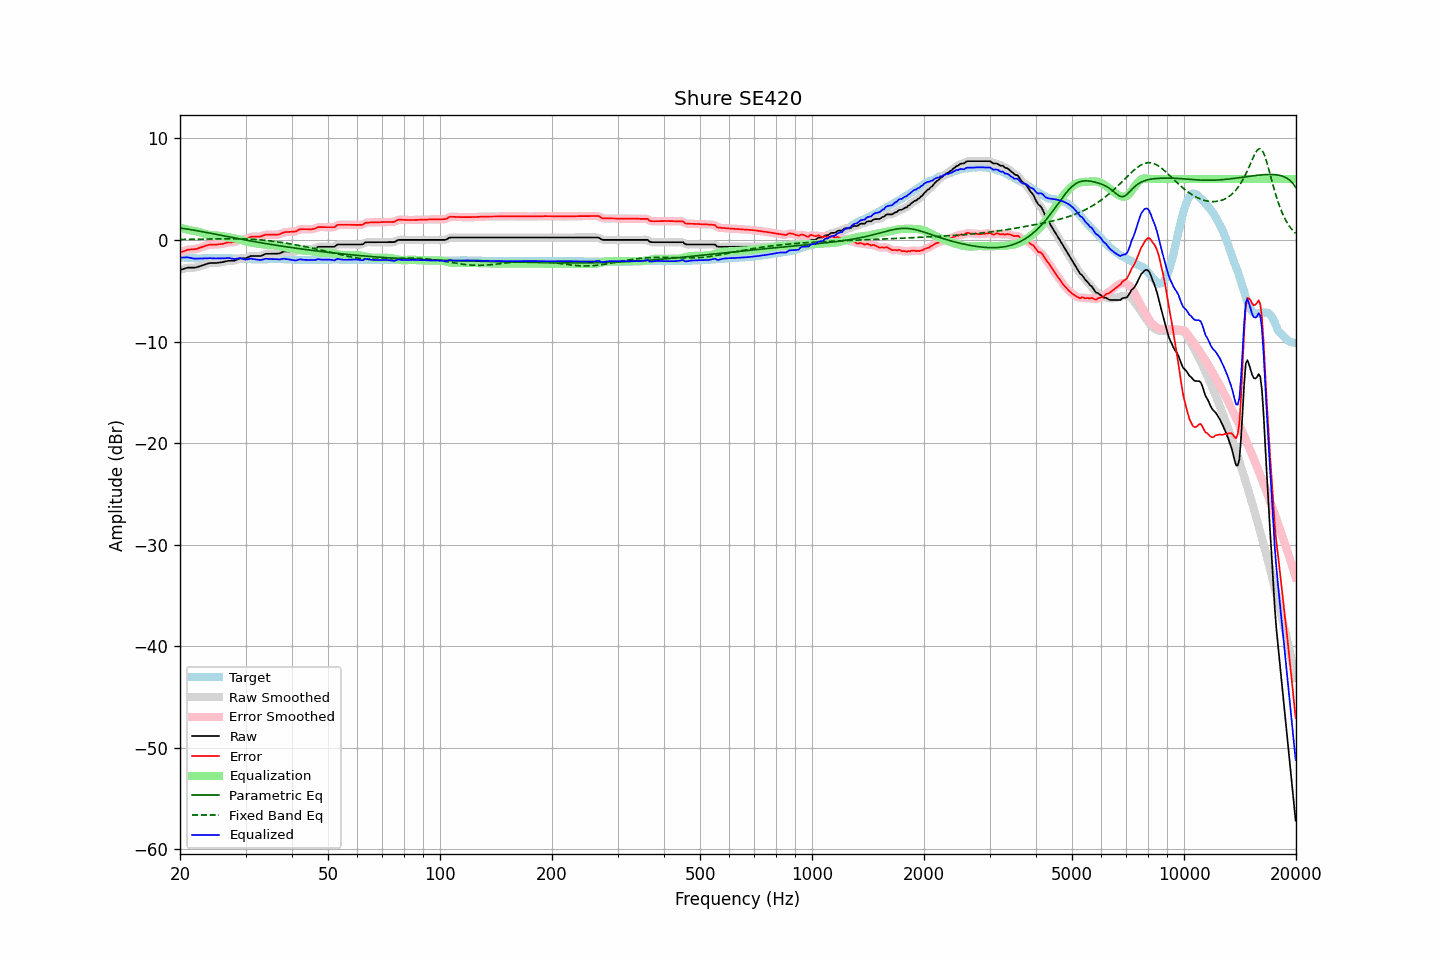 Shure SE420
10
0
−10
−20
−30
−40
−50
−60
Amplitude (dBr)
Target
Raw Smoothed
Error Smoothed
Raw
Error
Equalization
Parametric Eq
Fixed Band Eq
Equalized
20 50 100 200 500 1000 2000 5000 10000 20000
Frequency (Hz)